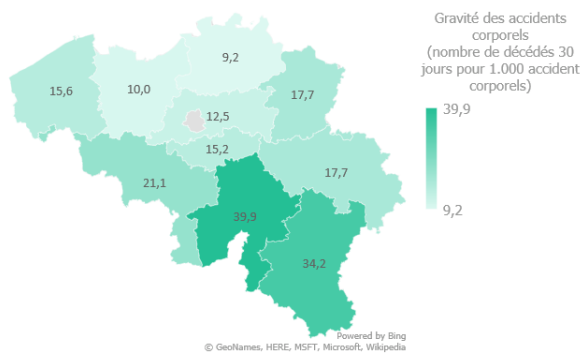 Gravité des accidents
corporels
(nombre de décédés 30
jours pour 1.000 accident
corporels)
39,9
9,2
9,2
15,6
10,0
17,7
12,5
15,2
17,7
21,1
39,9
34,2
Powered by Bing
© GeoNames, HERE, MSFT, Microsoft, Wikipedia